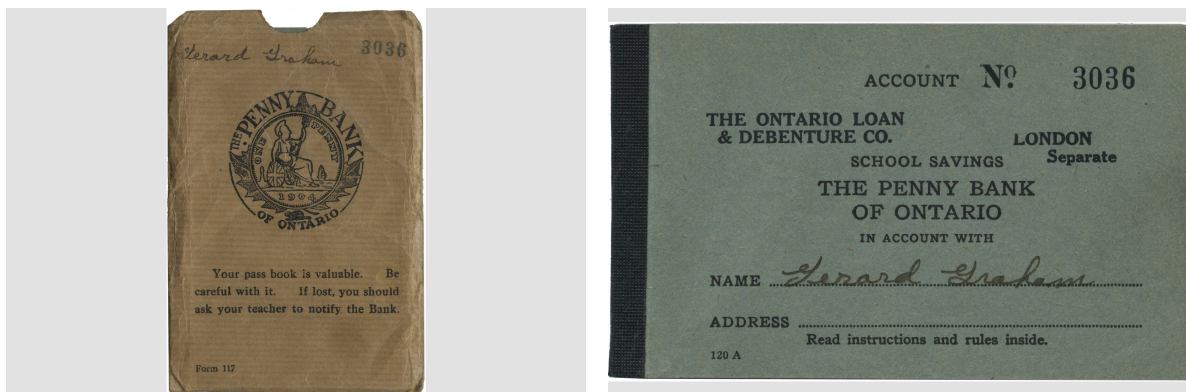 Gerard Graham 3036
THE PENNY BANK
ONE PENNY
1904
OF ONTARIO
Your pass book is valuable. Be
careful with it. If lost, you should
ask your teacher to notify the Bank.
Form 117
ACCOUNT No. 3036
THE ONTARIO LOAN
& DEBENTURE CO. LONDON
SCHOOL SAVINGS Separate
THE PENNY BANK
OF ONTARIO
IN ACCOUNT WITH
NAME Gerard Graham
ADDRESS
Read instructions and rules inside.
120 A